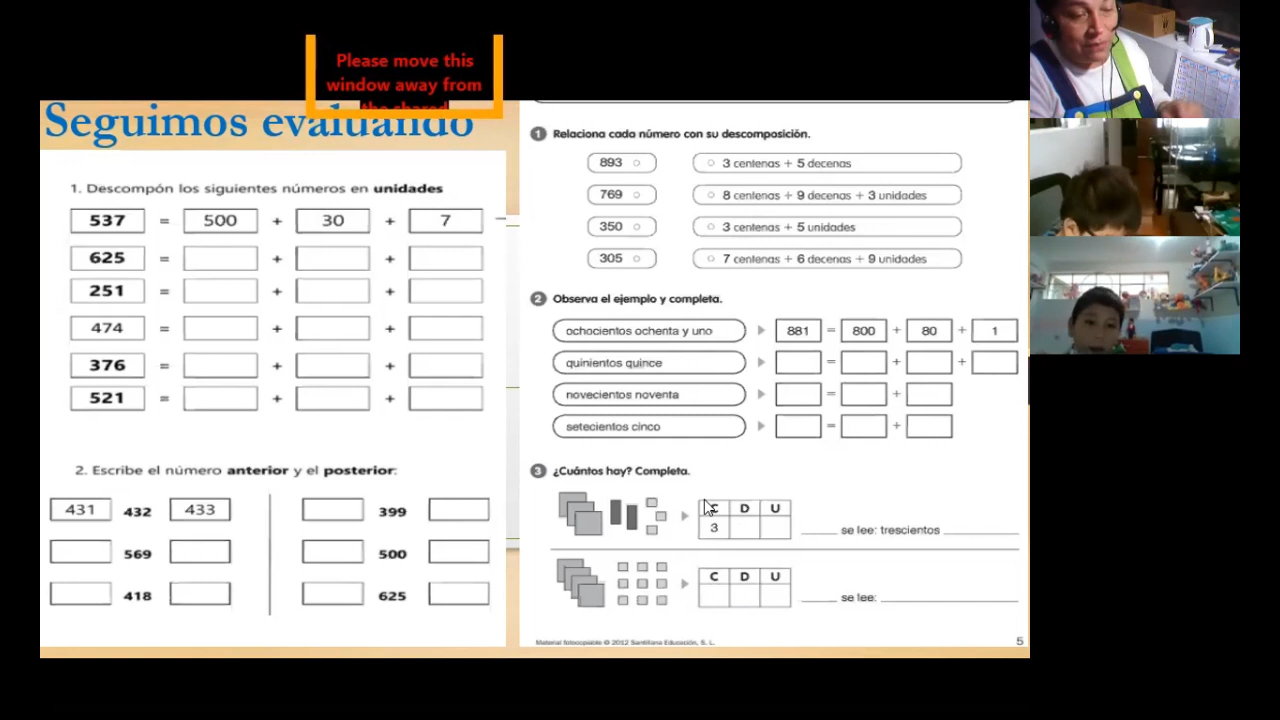 Please move this
window away from
the shared
Seguimos evaluando
1. Descompón los siguientes números en unidades
537 = 500 + 30 + 7
625 = + +
251 = + +
474 = + +
376 = + +
521 = + +
2. Escribe el número anterior y el posterior:
431 432 433 399
569 500
418 625
1 Relaciona cada número con su descomposición.
893 3 centenas + 5 decenas
769 8 centenas + 9 decenas + 3 unidades
350 3 centenas + 5 unidades
305 7 centenas + 6 decenas + 9 unidades
2 Observa el ejemplo y completa.
ochocientos ochenta y uno 881 = 800 + 80 + 1
quinientos quince = + +
novecientos noventa = +
setecientos cinco = +
3 ¿Cuántos hay? Completa.
C D U
3 se lee: trescientos
C D U
se lee:
Material fotocopiable © 2012 Santillana Educación, S. L. 5